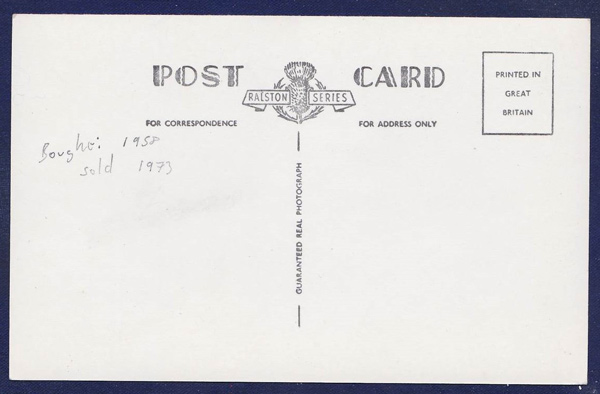 POST CARD
RALSTON SERIES
PRINTED IN
GREAT
BRITAIN
FOR CORRESPONDENCE
FOR ADDRESS ONLY
Bought: 1958
sold 1973
GUARANTEED REAL PHOTOGRAPH